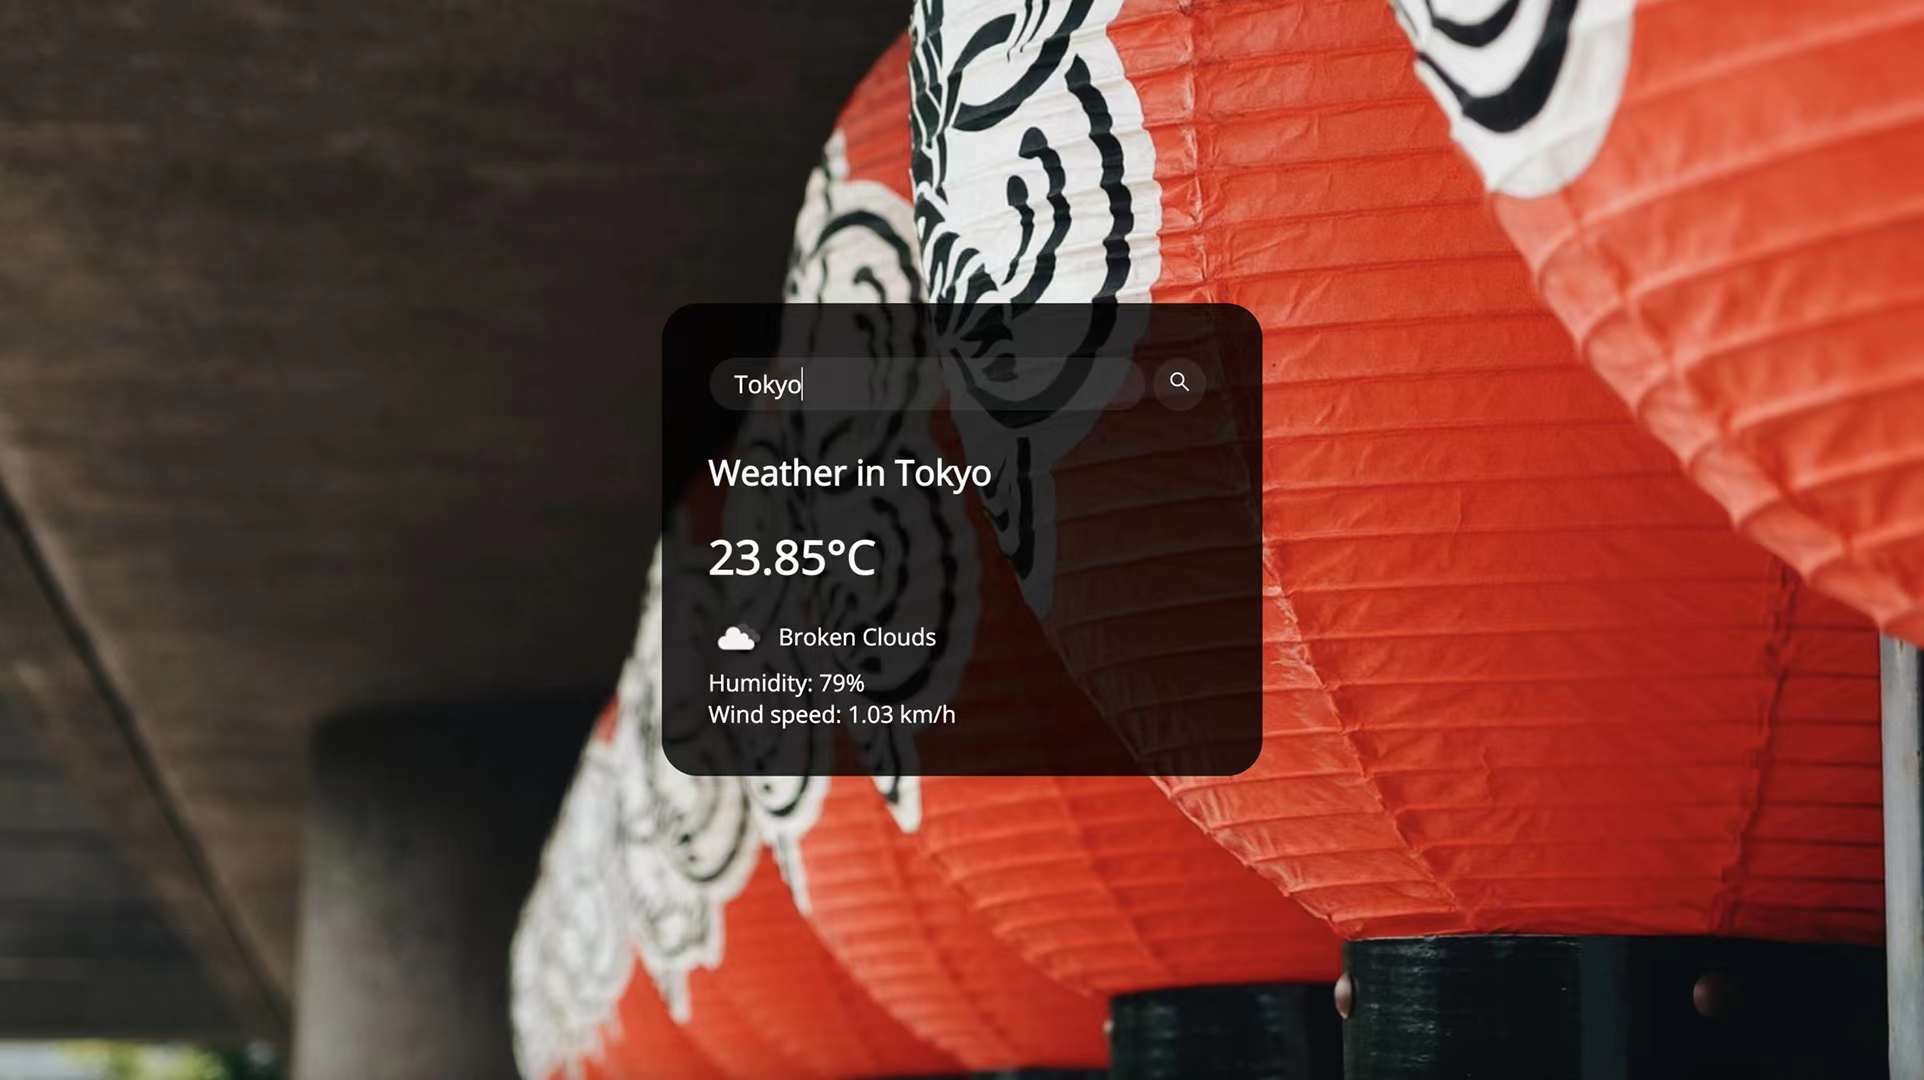 Tokyo
Weather in Tokyo
23.85°C
Broken Clouds
Humidity: 79%
Wind speed: 1.03 km/h